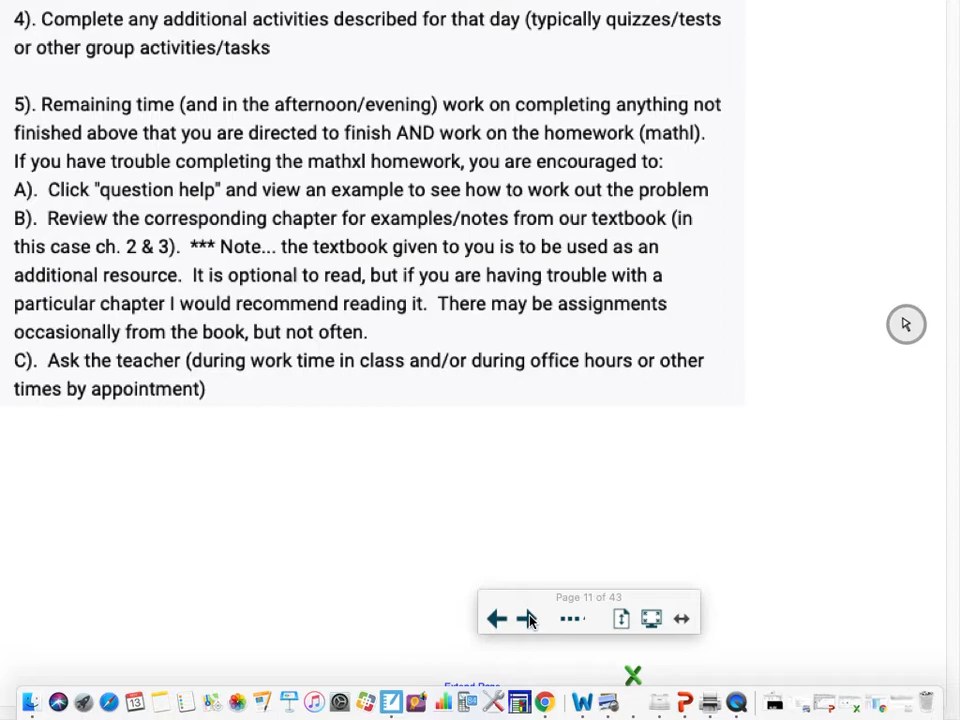 4). Complete any additional activities described for that day (typically quizzes/tests
or other group activities/tasks
5). Remaining time (and in the afternoon/evening) work on completing anything not
finished above that you are directed to finish AND work on the homework (mathl).
If you have trouble completing the mathxl homework, you are encouraged to:
A). Click "question help" and view an example to see how to work out the problem
B). Review the corresponding chapter for examples/notes from our textbook (in
this case ch. 2 & 3). *** Note... the textbook given to you is to be used as an
additional resource. It is optional to read, but if you are having trouble with a
particular chapter I would recommend reading it. There may be assignments
occasionally from the book, but not often.
C). Ask the teacher (during work time in class and/or during office hours or other
times by appointment)
Page 11 of 43
Extend Page
13
W